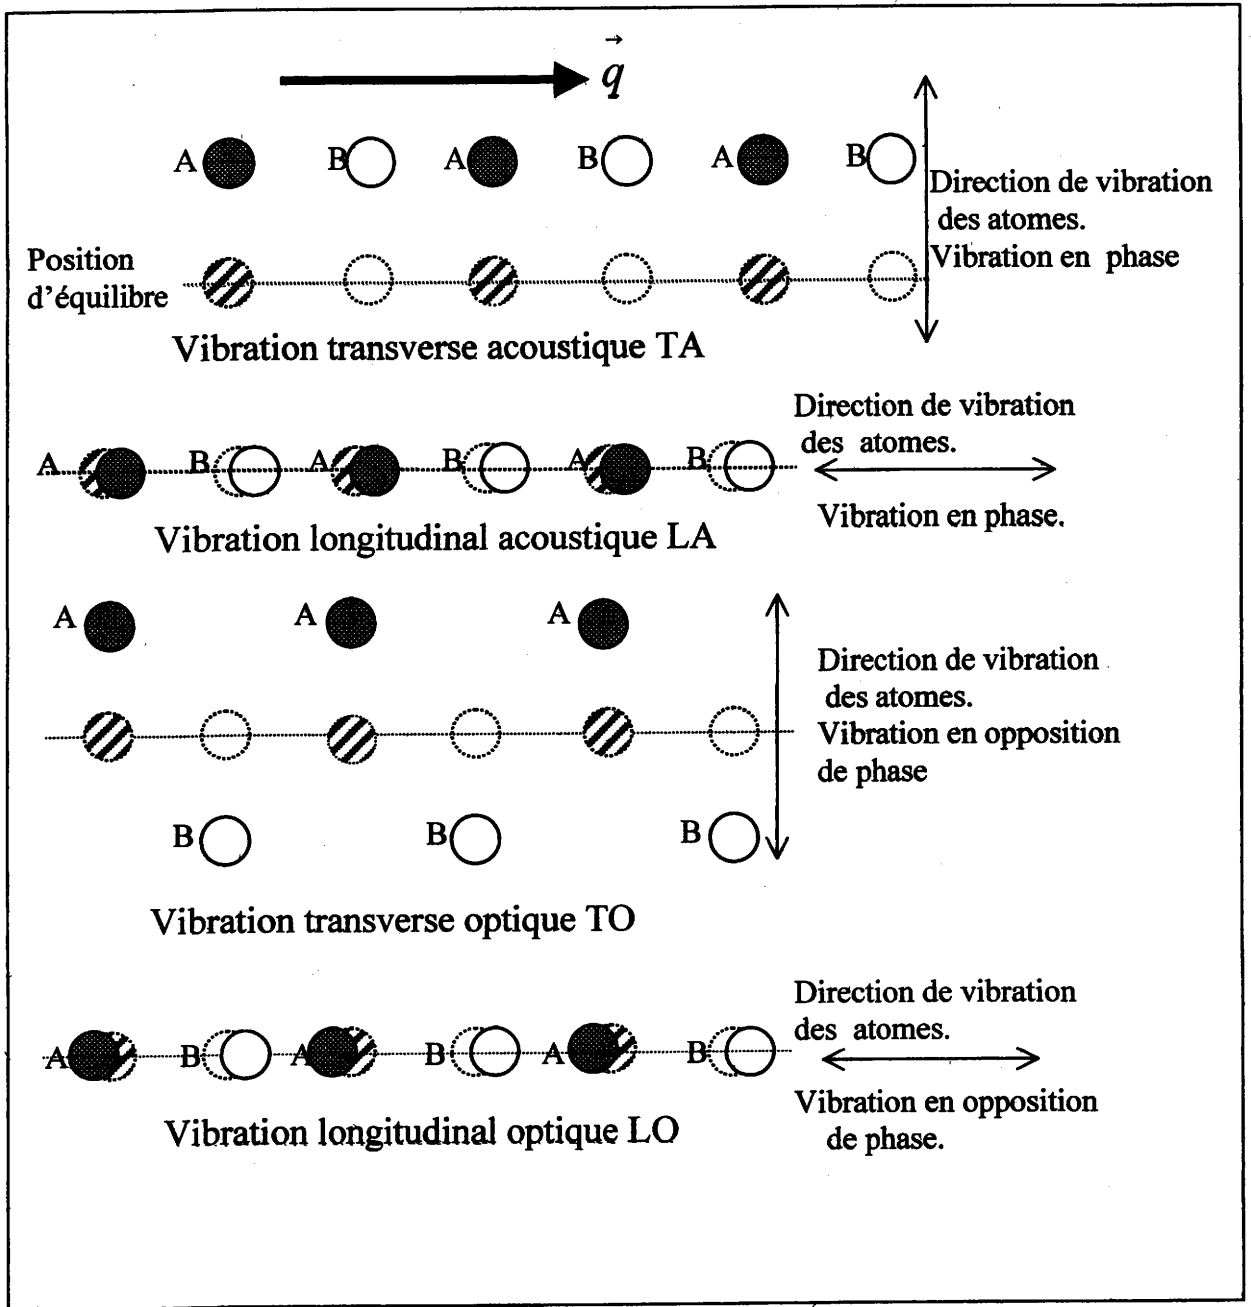 q
A B A B A B
Direction de vibration
des atomes.
Vibration en phase
Position
d'équilibre
Vibration transverse acoustique TA
Direction de vibration
des atomes.
A B A B A B
Vibration en phase.
Vibration longitudinal acoustique LA
A A A
Direction de vibration
des atomes.
Vibration en opposition
de phase
B B B
Vibration transverse optique TO
Direction de vibration
des atomes.
A B A B A B
Vibration en opposition
de phase.
Vibration longitudinal optique LO